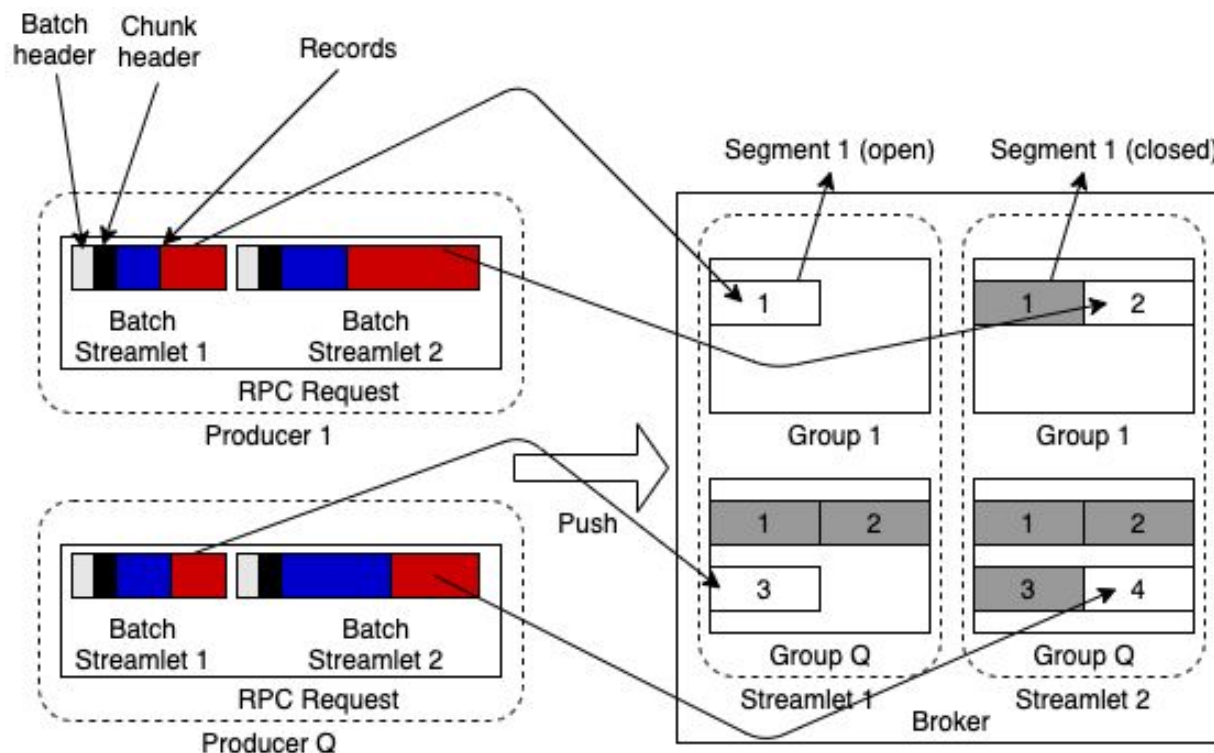 Batch
header
Chunk
header
Records
Segment 1 (open)
Segment 1 (closed)
Batch
Streamlet 1
Batch
Streamlet 2
RPC Request
Producer 1
Batch
Streamlet 1
Batch
Streamlet 2
RPC Request
Producer Q
Push
1
Group 1
1 2
3
Group Q
Streamlet 1
1 2
Group 1
1 2
3 4
Group Q
Streamlet 2
Broker